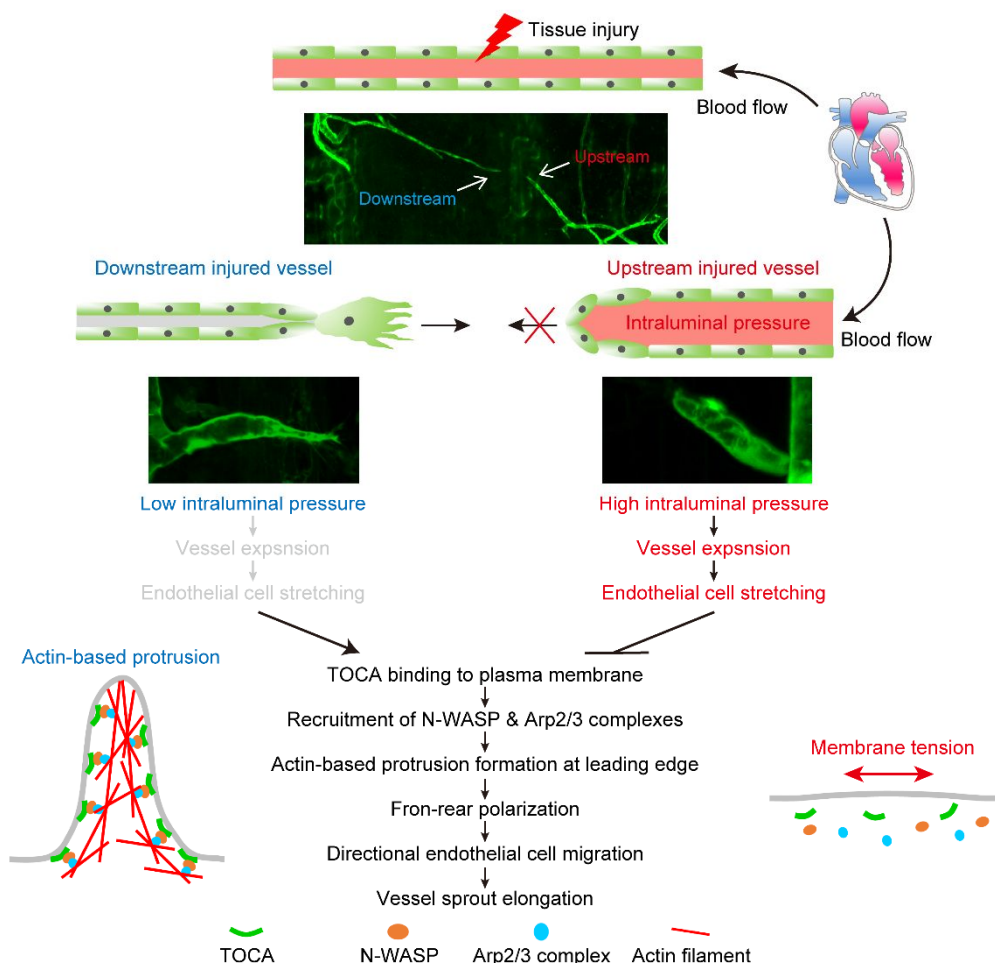 Tissue injury
Blood flow
Upstream
Downstream
Downstream injured vessel
Upstream injured vessel
Intraluminal pressure
Blood flow
Low intraluminal pressure
High intraluminal pressure
Vessel expsnsion
Vessel expsnsion
Endothelial cell stretching
Endothelial cell stretching
Actin-based protrusion
TOCA binding to plasma membrane
Recruitment of N-WASP & Arp2/3 complexes
Membrane tension
Actin-based protrusion formation at leading edge
Fron-rear polarization
Directional endothelial cell migration
Vessel sprout elongation
TOCA
N-WASP
Arp2/3 complex
Actin filament